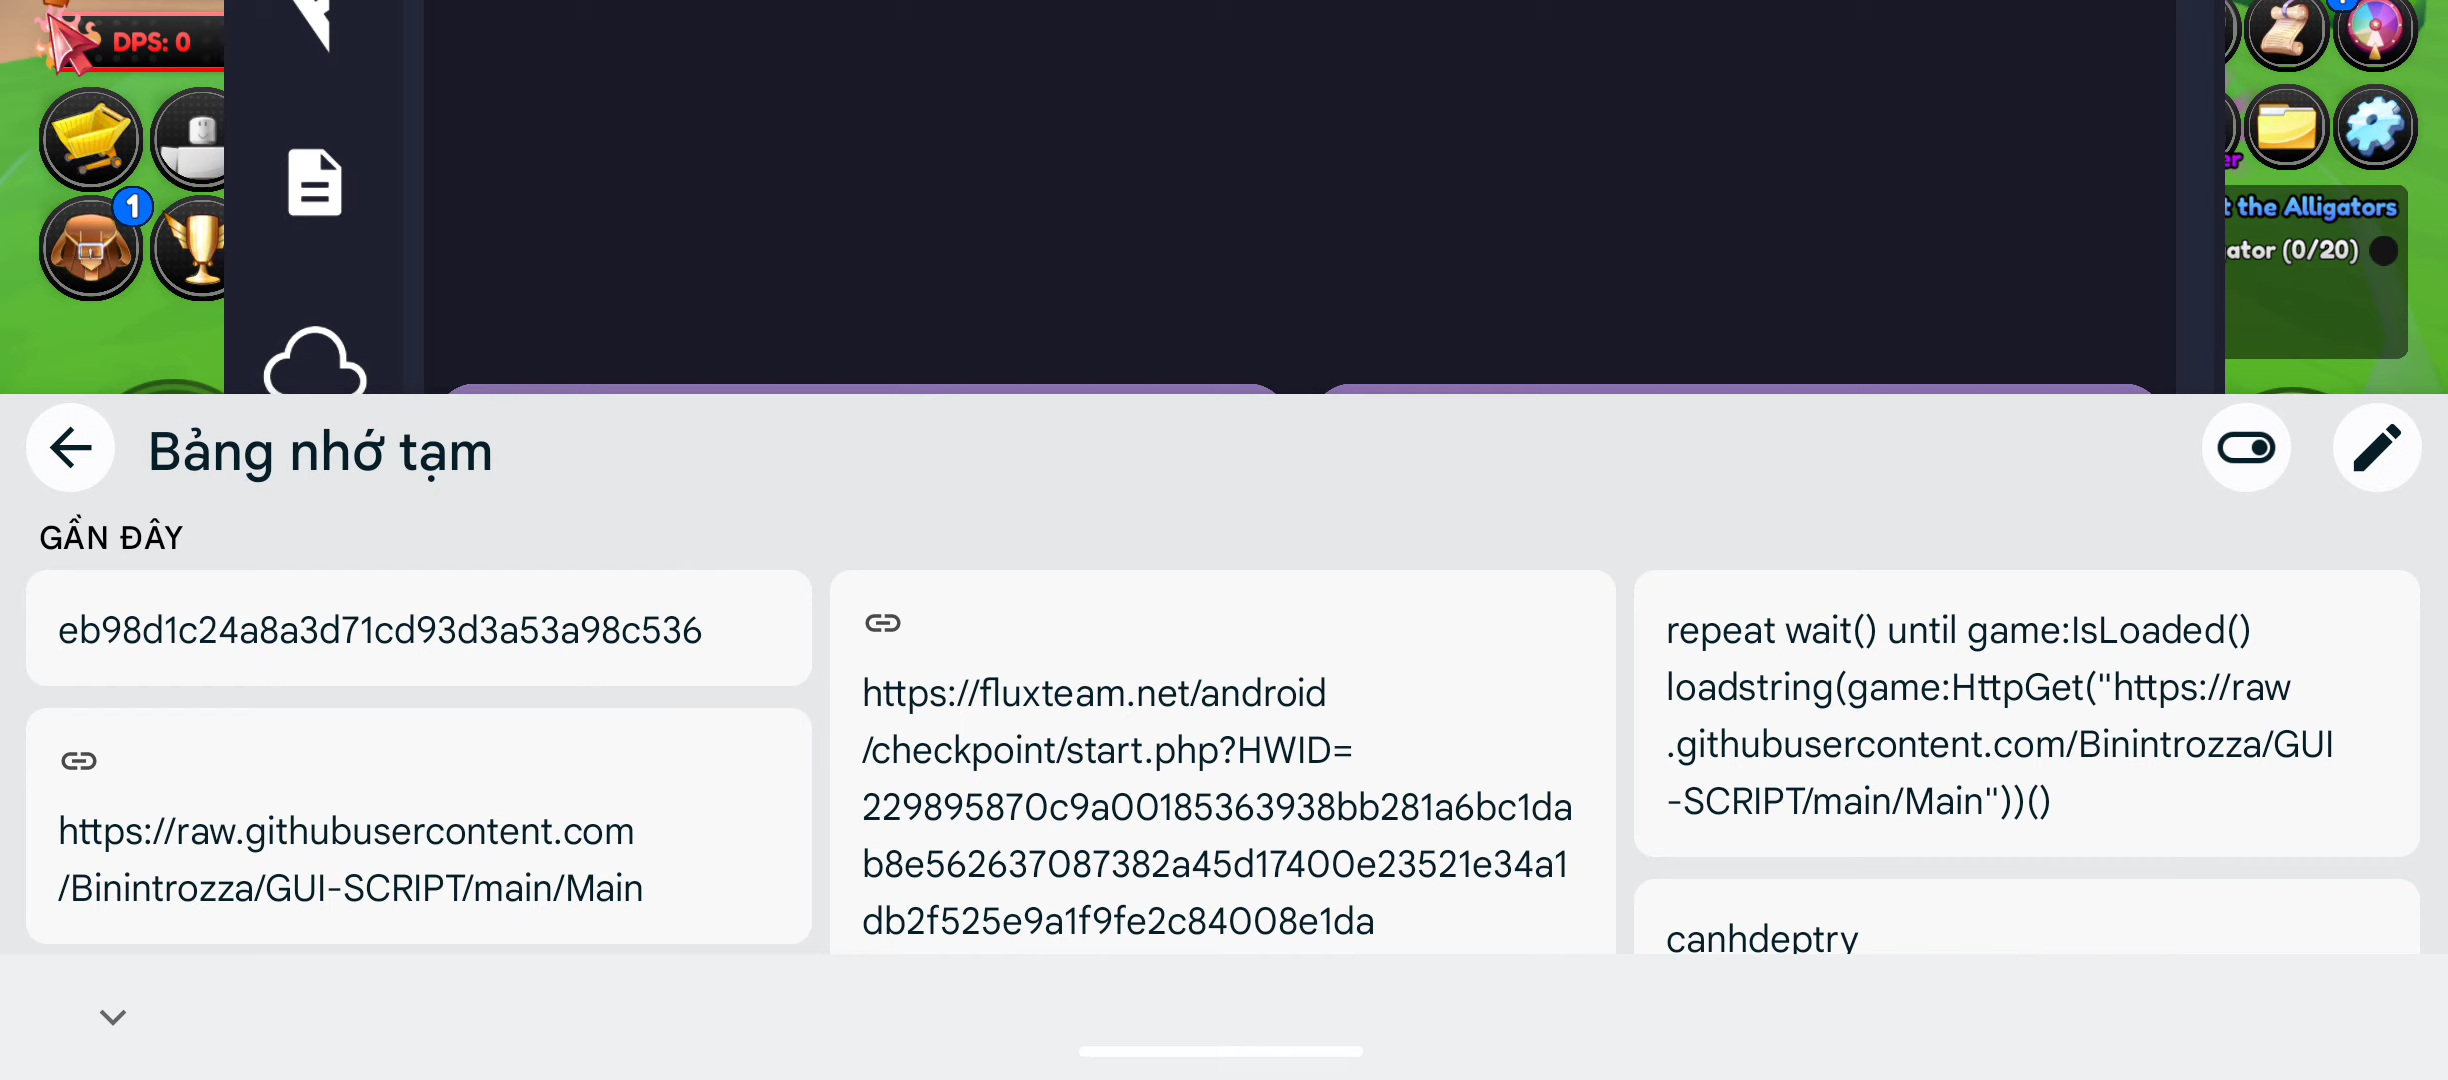 DPS: 0
1
er
t the Alligators
ator (0/20)
Bảng nhớ tạm
GẦN ĐÂY
eb98d1c24a8a3d71cd93d3a53a98c536
https://raw.githubusercontent.com
/Binintrozza/GUI-SCRIPT/main/Main
https://fluxteam.net/android
/checkpoint/start.php?HWID=
229895870c9a00185363938bb281a6bc1da
b8e562637087382a45d17400e23521e34a1
db2f525e9a1f9fe2c84008e1da
repeat wait() until game:IsLoaded()
loadstring(game:HttpGet("https://raw
.githubusercontent.com/Binintrozza/GUI
-SCRIPT/main/Main"))()
canhdeptry